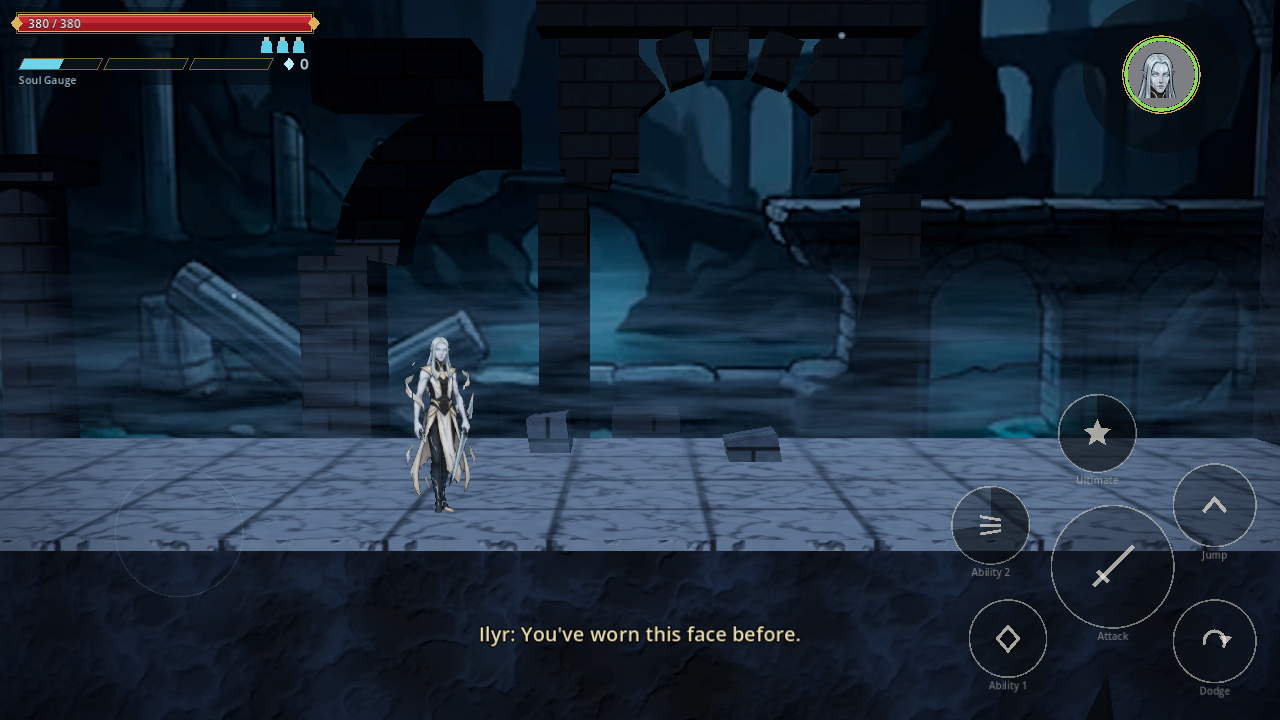 380 / 380
0
Soul Gauge
Ultimate
Jump
Ability 2
Attack
Ability 1
Dodge
Ilyr: You've worn this face before.